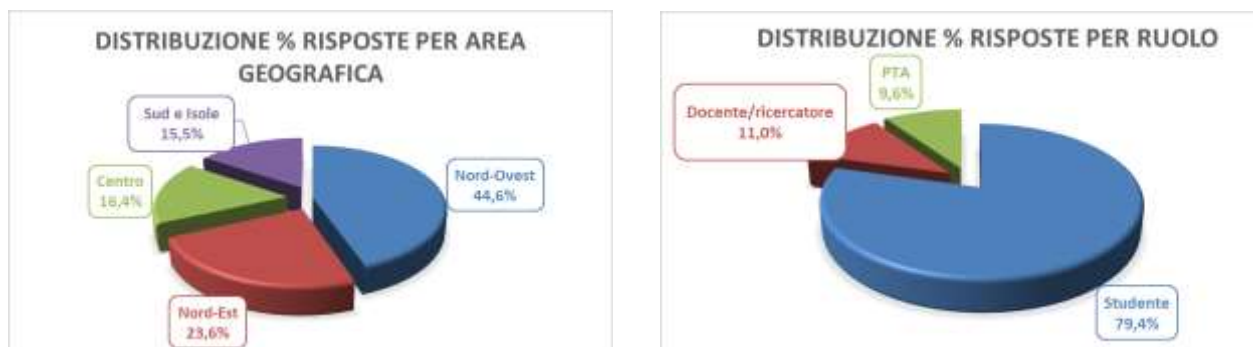 DISTRIBUZIONE % RISPOSTE PER AREA
GEOGRAFICA
Sud e Isole
15,5%
Centro
16,4%
Nord-Ovest
44,6%
Nord-Est
23,6%
DISTRIBUZIONE % RISPOSTE PER RUOLO
PTA
9,6%
Docente/ricercatore
11,0%
Studente
79,4%